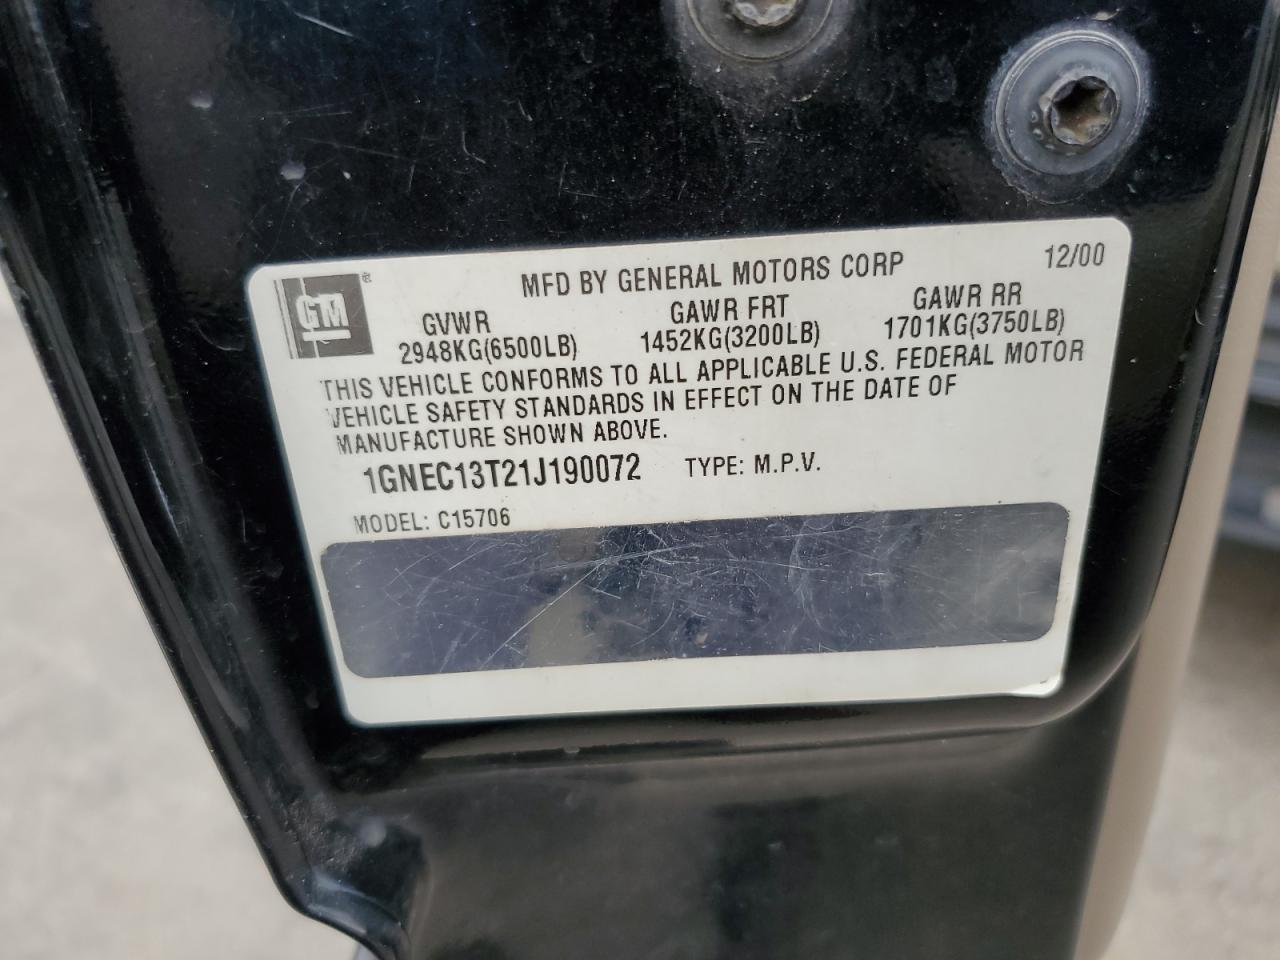 12/00
MFD BY GENERAL MOTORS CORP
GM®
GVWR GAWR FRT GAWR RR
2948KG(6500LB) 1452KG(3200LB) 1701KG(3750LB)
THIS VEHICLE CONFORMS TO ALL APPLICABLE U.S. FEDERAL MOTOR
VEHICLE SAFETY STANDARDS IN EFFECT ON THE DATE OF
MANUFACTURE SHOWN ABOVE.
1GNEC13T21J190072 TYPE: M.P.V.
MODEL: C15706